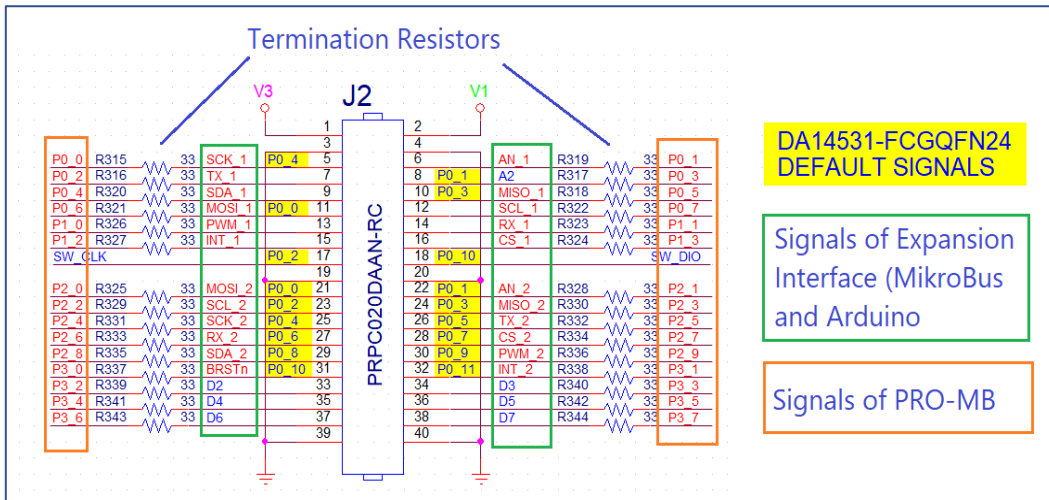 Termination Resistors
V3 J2 V1
1 2
3 4
P0_0 R315 33 SCK_1 P0_4 5 6 AN_1 R319 33 P0_1
P0_2 R316 33 TX_1 7 8 P0_1 A2 R317 33 P0_3
P0_4 R320 33 SDA_1 9 10 P0_3 MISO_1 R318 33 P0_5
P0_6 R321 33 MOSI_1 P0_0 11 12 SCL_1 R322 33 P0_7
P1_0 R326 33 PWM_1 13 14 RX_1 R323 33 P1_1
P1_2 R327 33 INT_1 15 16 CS_1 R324 33 P1_3
SW_CLK P0_2 17 18 P0_10 SW_DIO
19 20
P2_0 R325 33 MOSI_2 P0_0 21 22 P0_1 AN_2 R328 33 P2_1
P2_2 R329 33 SCL_2 P0_2 23 24 P0_3 MISO_2 R330 33 P2_3
P2_4 R331 33 SCK_2 P0_4 25 26 P0_5 TX_2 R332 33 P2_5
P2_6 R333 33 RX_2 P0_6 27 28 P0_7 CS_2 R334 33 P2_7
P2_8 R335 33 SDA_2 P0_8 29 30 P0_9 PWM_2 R336 33 P2_9
P3_0 R337 33 BRSTn P0_10 31 32 P0_11 INT_2 R338 33 P3_1
P3_2 R339 33 D2 33 34 D3 R340 33 P3_3
P3_4 R341 33 D4 35 36 D5 R342 33 P3_5
P3_6 R343 33 D6 37 38 D7 R344 33 P3_7
39 40
PRPC020DAAN-RC
DA14531-FCGQFN24
DEFAULT SIGNALS
Signals of Expansion
Interface (MikroBus
and Arduino
Signals of PRO-MB